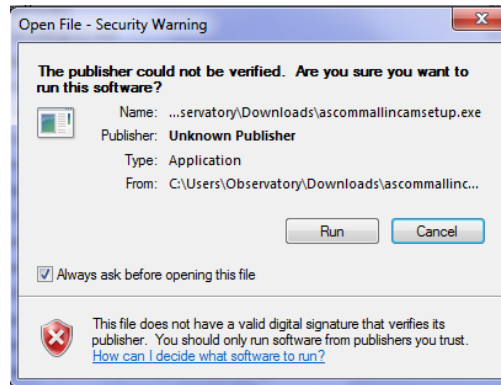 Open File - Security Warning
The publisher could not be verified. Are you sure you want to
run this software?
Name: ...servatory\Downloads\ascommallincamsetup.exe
Publisher: Unknown Publisher
Type: Application
From: C:\Users\Observatory\Downloads\ascommallinc...
Run Cancel
Always ask before opening this file
This file does not have a valid digital signature that verifies its
publisher. You should only run software from publishers you trust.
How can I decide what software to run?